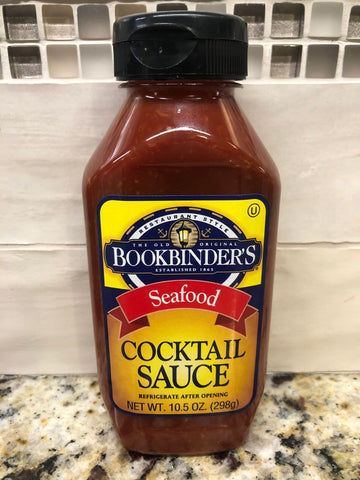 U
RESTAURANT STYLE
THE OLD ORIGINAL
BOOKBINDER'S
ESTABLISHED 1865
Seafood
COCKTAIL
SAUCE
REFRIGERATE AFTER OPENING
NET WT. 10.5 OZ. (298g)